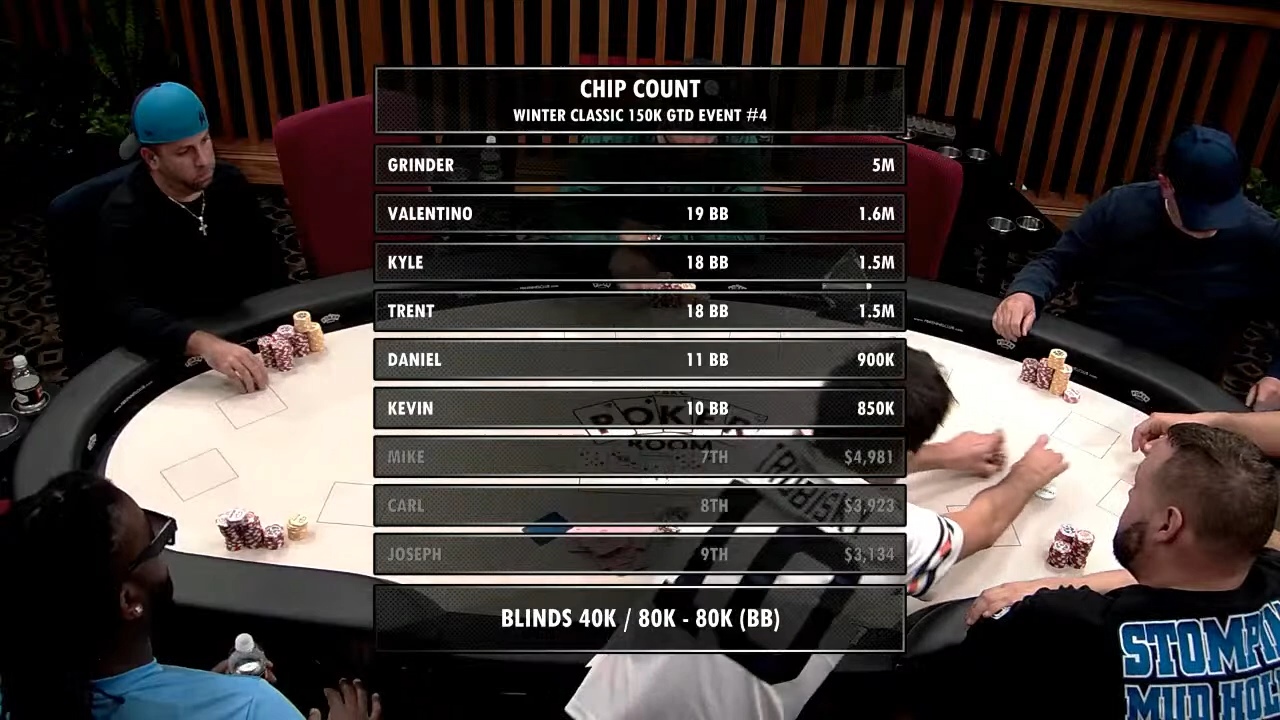 CHIP COUNT
WINTER CLASSIC 150K GTD EVENT #4
GRINDER 5M
VALENTINO 19 BB 1.6M
KYLE 18 BB 1.5M
TRENT 18 BB 1.5M
DANIEL 11 BB 900K
KEVIN 10 BB 850K
POKER
ROOM
MIKE 7TH $4,981
CARL 8TH $3,923
JOSEPH 9TH $3,134
BLINDS 40K / 80K - 80K (BB)
MUD